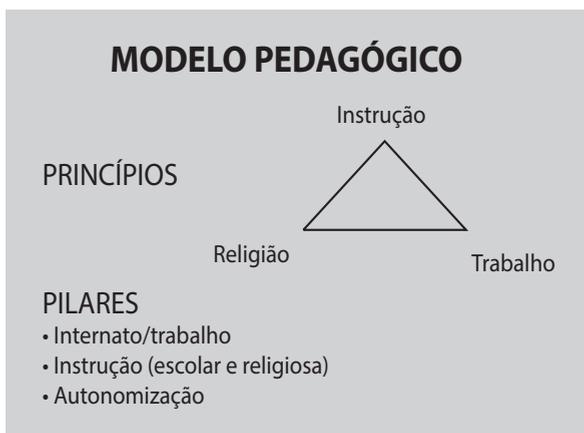 MODELO PEDAGÓGICO
Instrução
PRINCÍPIOS
Religião
Trabalho
PILARES
• Internato/trabalho
• Instrução (escolar e religiosa)
• Autonomização